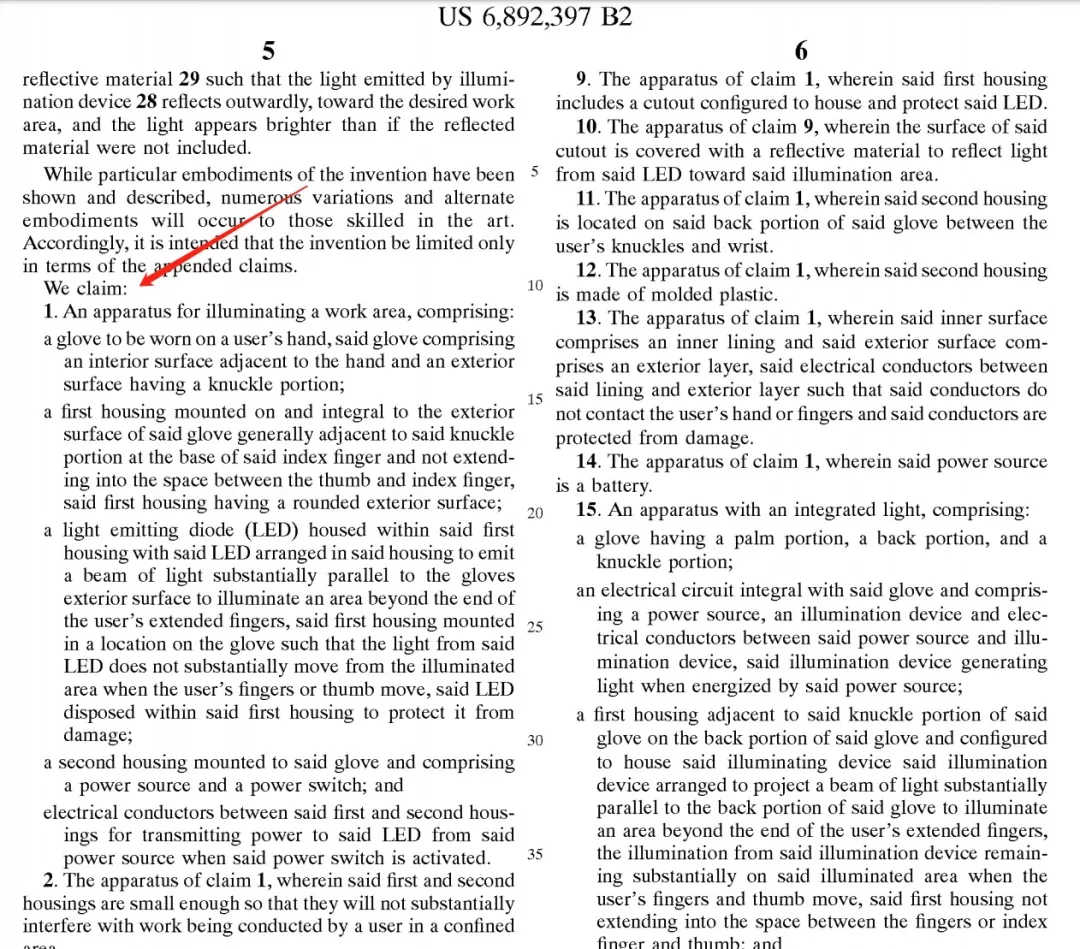 US 6,892,397 B2
5
reflective material 29 such that the light emitted by illumi-
nation device 28 reflects outwardly, toward the desired work
area, and the light appears brighter than if the reflected
material were not included.
While particular embodiments of the invention have been
shown and described, numerous variations and alternate
embodiments will occur to those skilled in the art.
Accordingly, it is intended that the invention be limited only
in terms of the appended claims.
We claim:
1. An apparatus for illuminating a work area, comprising:
a glove to be worn on a user's hand, said glove comprising
an interior surface adjacent to the hand and an exterior
surface having a knuckle portion;
a first housing mounted on and integral to the exterior
surface of said glove generally adjacent to said knuckle
portion at the base of said index finger and not extend-
ing into the space between the thumb and index finger,
said first housing having a rounded exterior surface;
a light emitting diode (LED) housed within said first
housing with said LED arranged in said housing to emit
a beam of light substantially parallel to the gloves
exterior surface to illuminate an area beyond the end of
the user's extended fingers, said first housing mounted
in a location on the glove such that the light from said
LED does not substantially move from the illuminated
area when the user's fingers or thumb move, said LED
disposed within said first housing to protect it from
damage;
a second housing mounted to said glove and comprising
a power source and a power switch; and
electrical conductors between said first and second hous-
ings for transmitting power to said LED from said
power source when said power switch is activated.
2. The apparatus of claim 1, wherein said first and second
housings are small enough so that they will not substantially
interfere with work being conducted by a user in a confined
area.
5
10
15
20
25
30
35
6
9. The apparatus of claim 1, wherein said first housing
includes a cutout configured to house and protect said LED.
10. The apparatus of claim 9, wherein the surface of said
cutout is covered with a reflective material to reflect light
from said LED toward said illumination area.
11. The apparatus of claim 1, wherein said second housing
is located on said back portion of said glove between the
user's knuckles and wrist.
12. The apparatus of claim 1, wherein said second housing
is made of molded plastic.
13. The apparatus of claim 1, wherein said inner surface
comprises an inner lining and said exterior surface com-
prises an exterior layer, said electrical conductors between
said lining and exterior layer such that said conductors do
not contact the user's hand or fingers and said conductors are
protected from damage.
14. The apparatus of claim 1, wherein said power source
is a battery.
15. An apparatus with an integrated light, comprising:
a glove having a palm portion, a back portion, and a
knuckle portion;
an electrical circuit integral with said glove and compris-
ing a power source, an illumination device and elec-
trical conductors between said power source and illu-
mination device, said illumination device generating
light when energized by said power source;
a first housing adjacent to said knuckle portion of said
glove on the back portion of said glove and configured
to house said illuminating device said illumination
device arranged to project a beam of light substantially
parallel to the back portion of said glove to illuminate
an area beyond the end of the user's extended fingers,
the illumination from said illumination device remain-
ing substantially on said illuminated area when the
user's fingers and thumb move, said first housing not
extending into the space between the fingers or index
finger and thumb; and